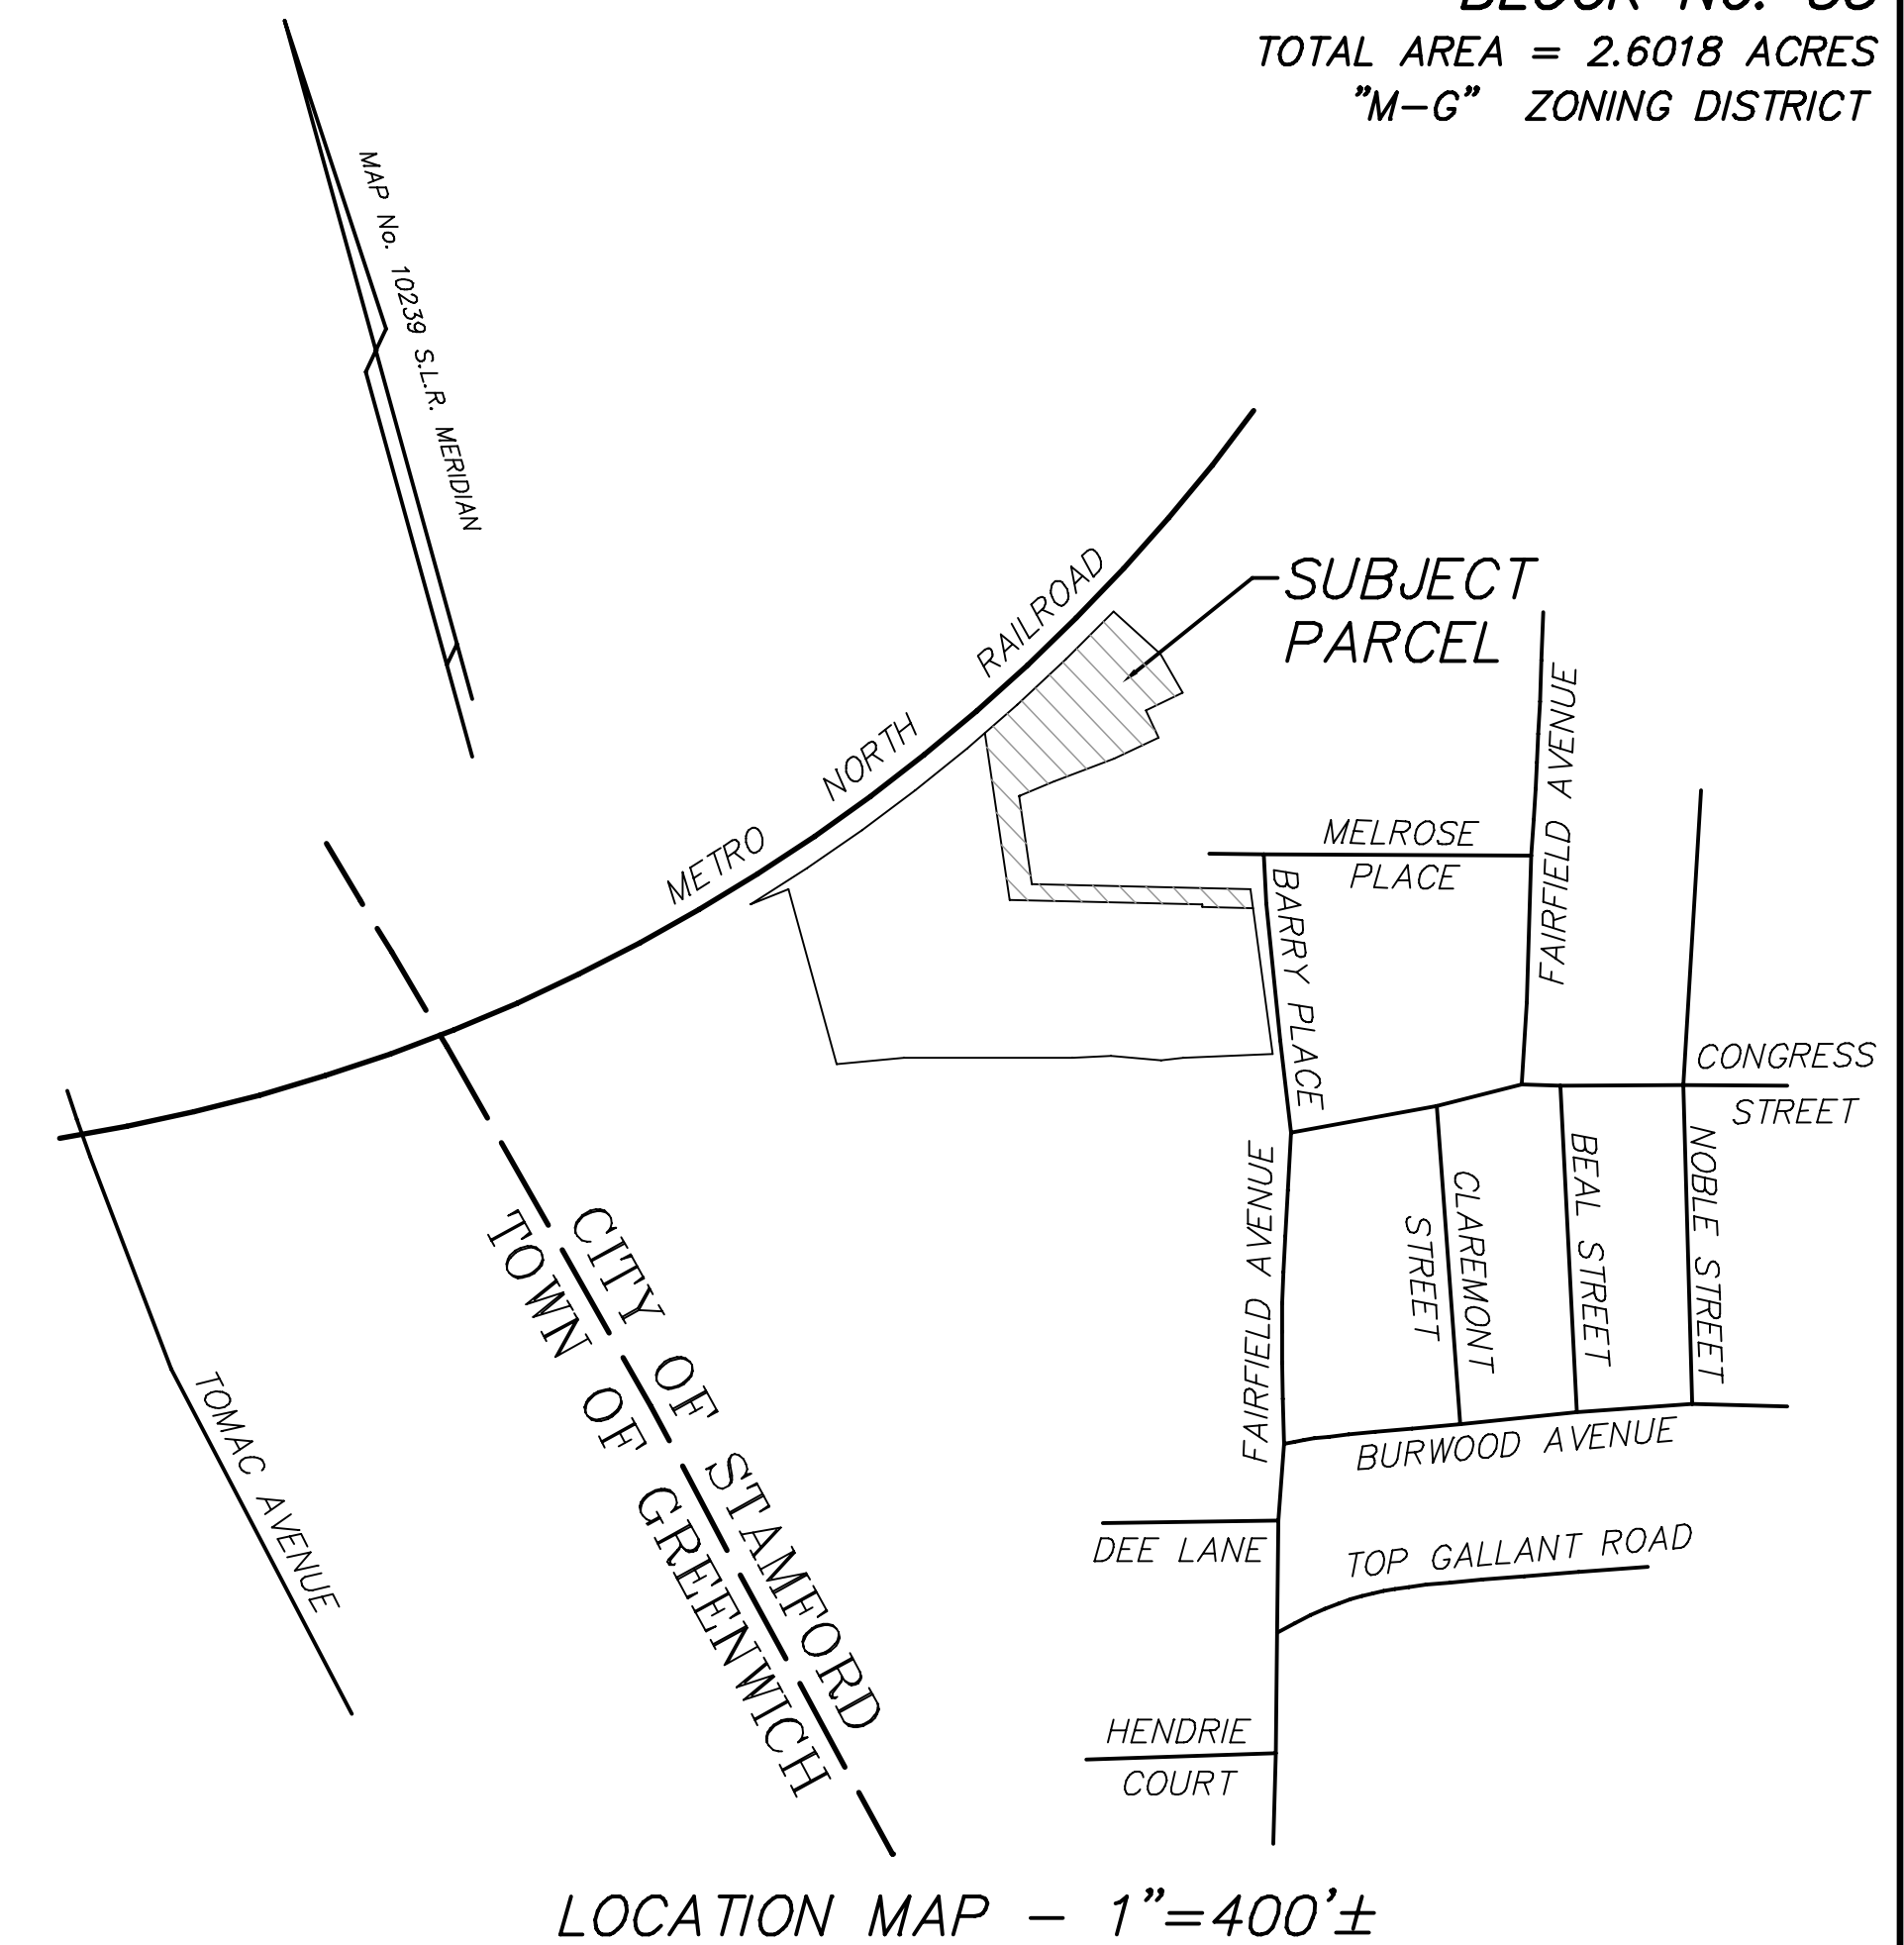 TOTAL AREA = 2.6018 ACRES
"M-G" ZONING DISTRICT
MAP No. 10239 S.L.R. MERIDIAN
SUBJECT
PARCEL
METRO NORTH RAILROAD
FAIRFIELD AVENUE
MELROSE
PLACE
BARRY PLACE
CONGRESS
STREET
FAIRFIELD AVENUE
CLAREMONT
STREET
BEAL STREET
NOBLE STREET
CITY OF STAMFORD
TOWN OF GREENWICH
TOMAC AVENUE
BURWOOD AVENUE
DEE LANE
TOP GALLANT ROAD
HENDRIE
COURT
LOCATION MAP - 1"=400'±